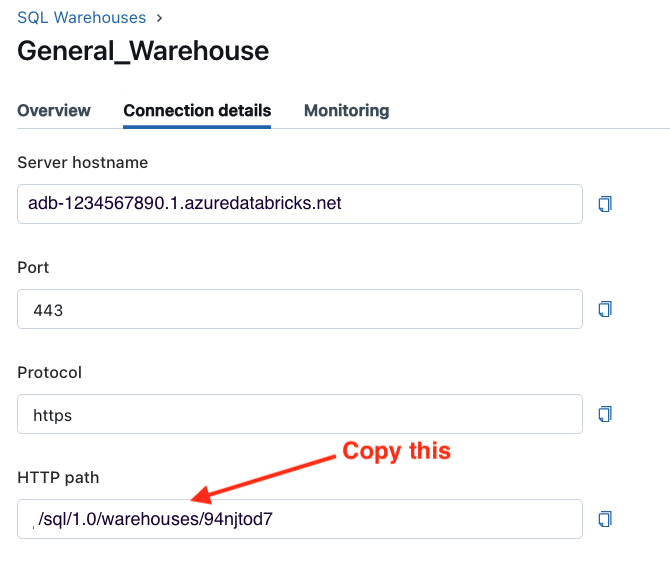 SQL Warehouses >
General_Warehouse
Overview Connection details Monitoring
Server hostname
adb-1234567890.1.azuredatabricks.net
Port
443
Protocol
https
Copy this
HTTP path
/sql/1.0/warehouses/94njtod7